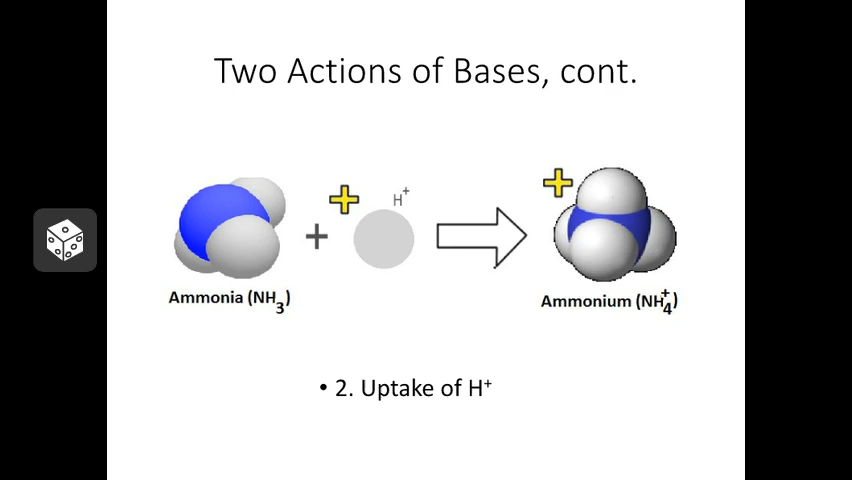 Two Actions of Bases, cont.
+ H⁺
Ammonia (NH₃)
Ammonium (NH₄⁺)
• 2. Uptake of H⁺